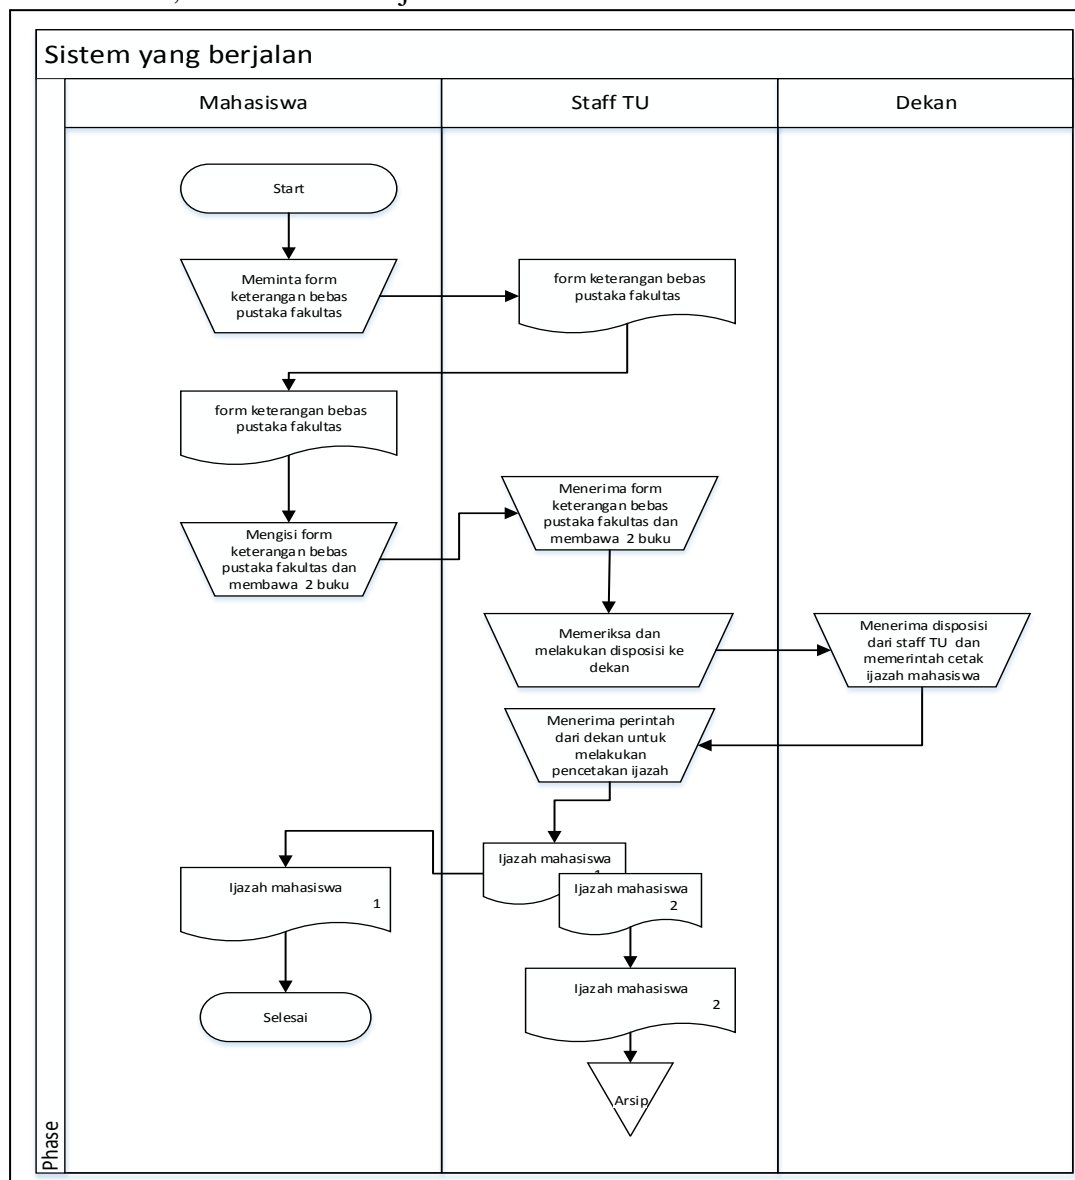 Sistem yang berjalan
Mahasiswa
Staff TU
Dekan
Start
Meminta form
keterangan bebas
pustaka fakultas
form keterangan bebas
pustaka fakultas
form keterangan bebas
pustaka fakultas
Mengisi form
keterangan bebas
pustaka fakultas dan
membawa 2 buku
Menerima form
keterangan bebas
pustaka fakultas dan
membawa 2 buku
Memeriksa dan
melakukan disposisi ke
dekan
Menerima disposisi
dari staff TU dan
memerintah cetak
ijazah mahasiswa
Menerima perintah
dari dekan untuk
melakukan
pencetakan ijazah
Ijazah mahasiswa
Ijazah mahasiswa
2
Ijazah mahasiswa
1
Ijazah mahasiswa
2
Selesai
Arsip
Phase